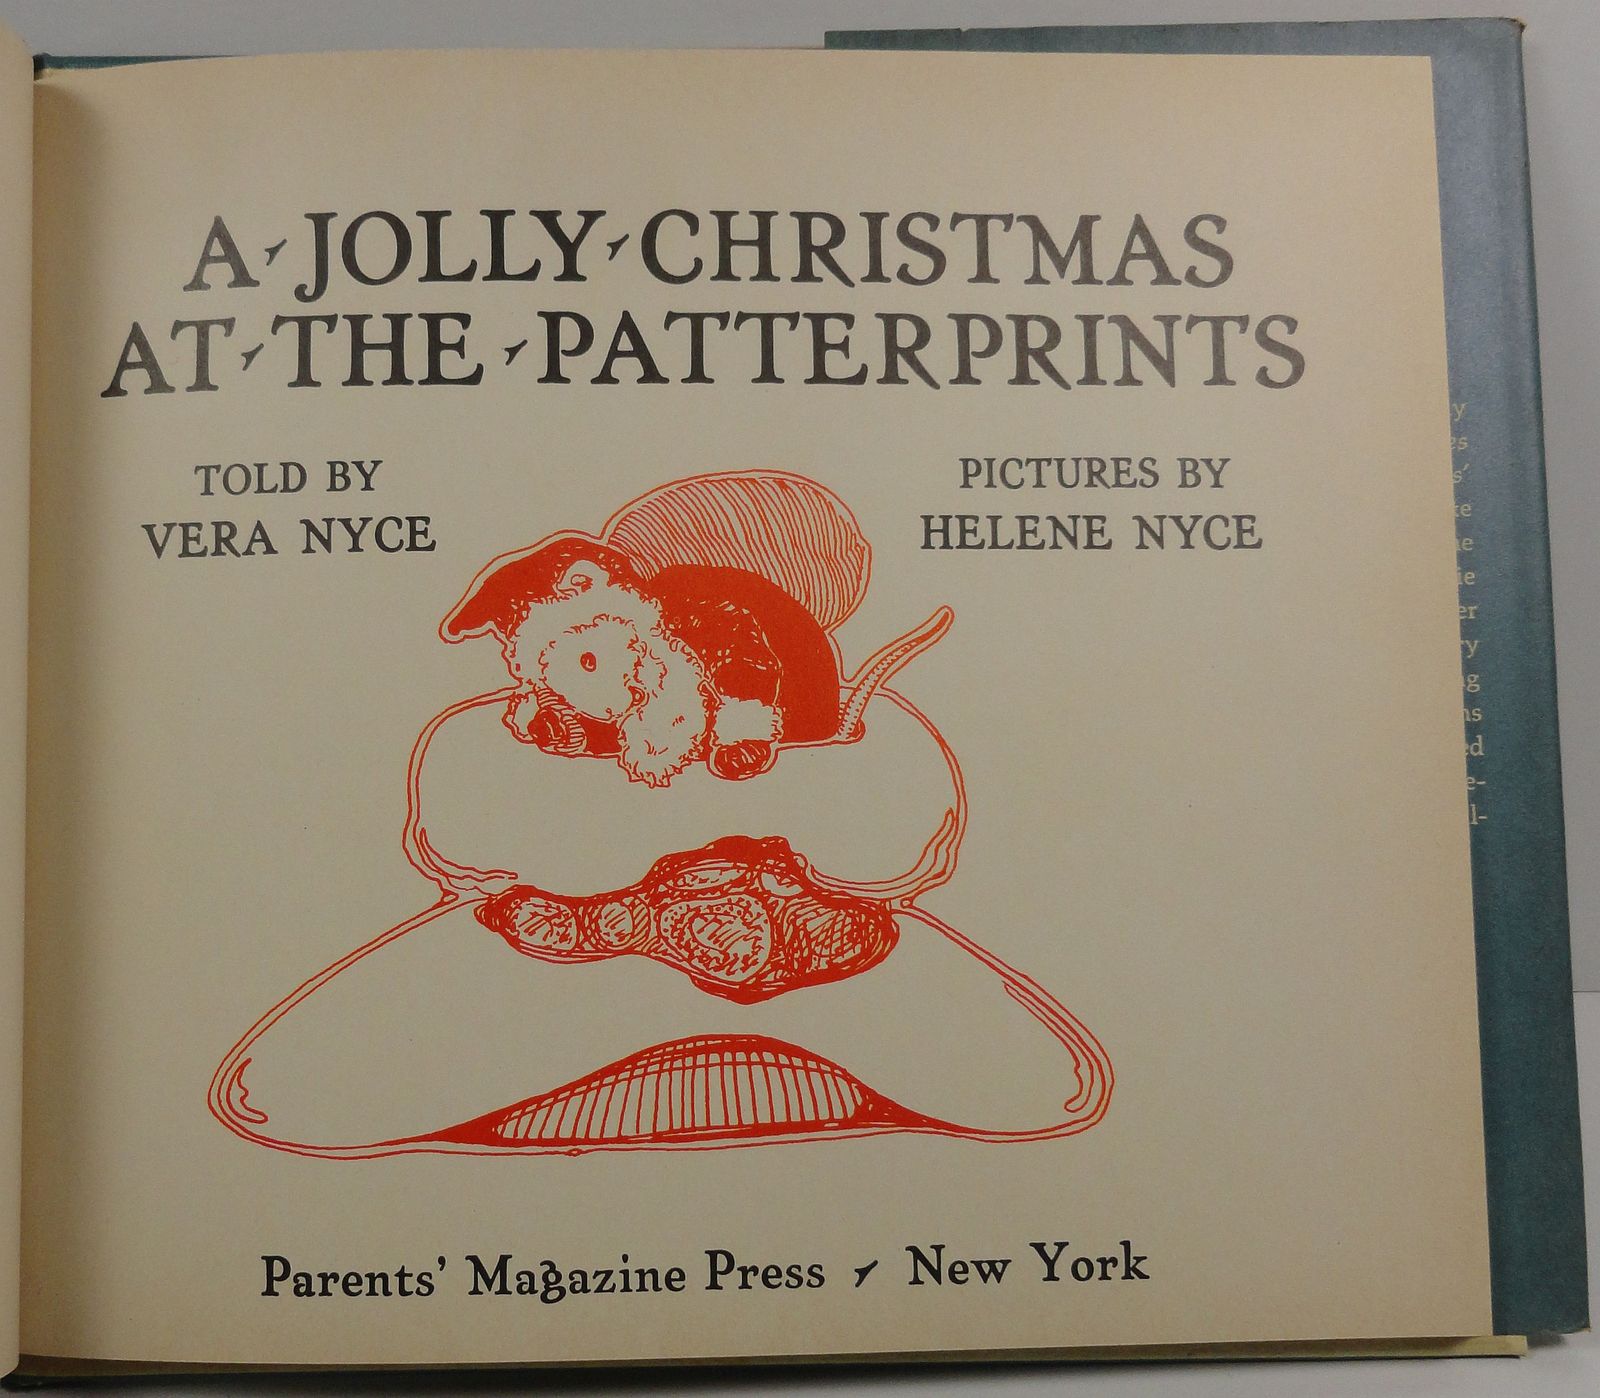 A JOLLY CHRISTMAS
AT THE PATTERPRINTS
TOLD BY
VERA NYCE
PICTURES BY
HELENE NYCE
Parents' Magazine Press New York